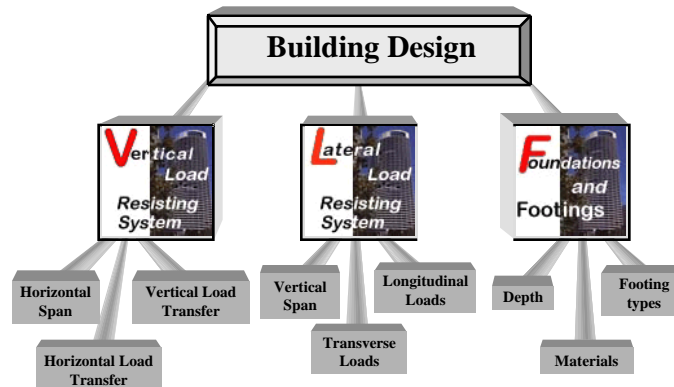 Building Design
Vertical
Load
Resisting
System
Lateral
Load
Resisting
System
Foundations
and
Footings
Horizontal
Span
Vertical Load
Transfer
Horizontal Load
Transfer
Vertical
Span
Longitudinal
Loads
Transverse
Loads
Depth
Footing
types
Materials